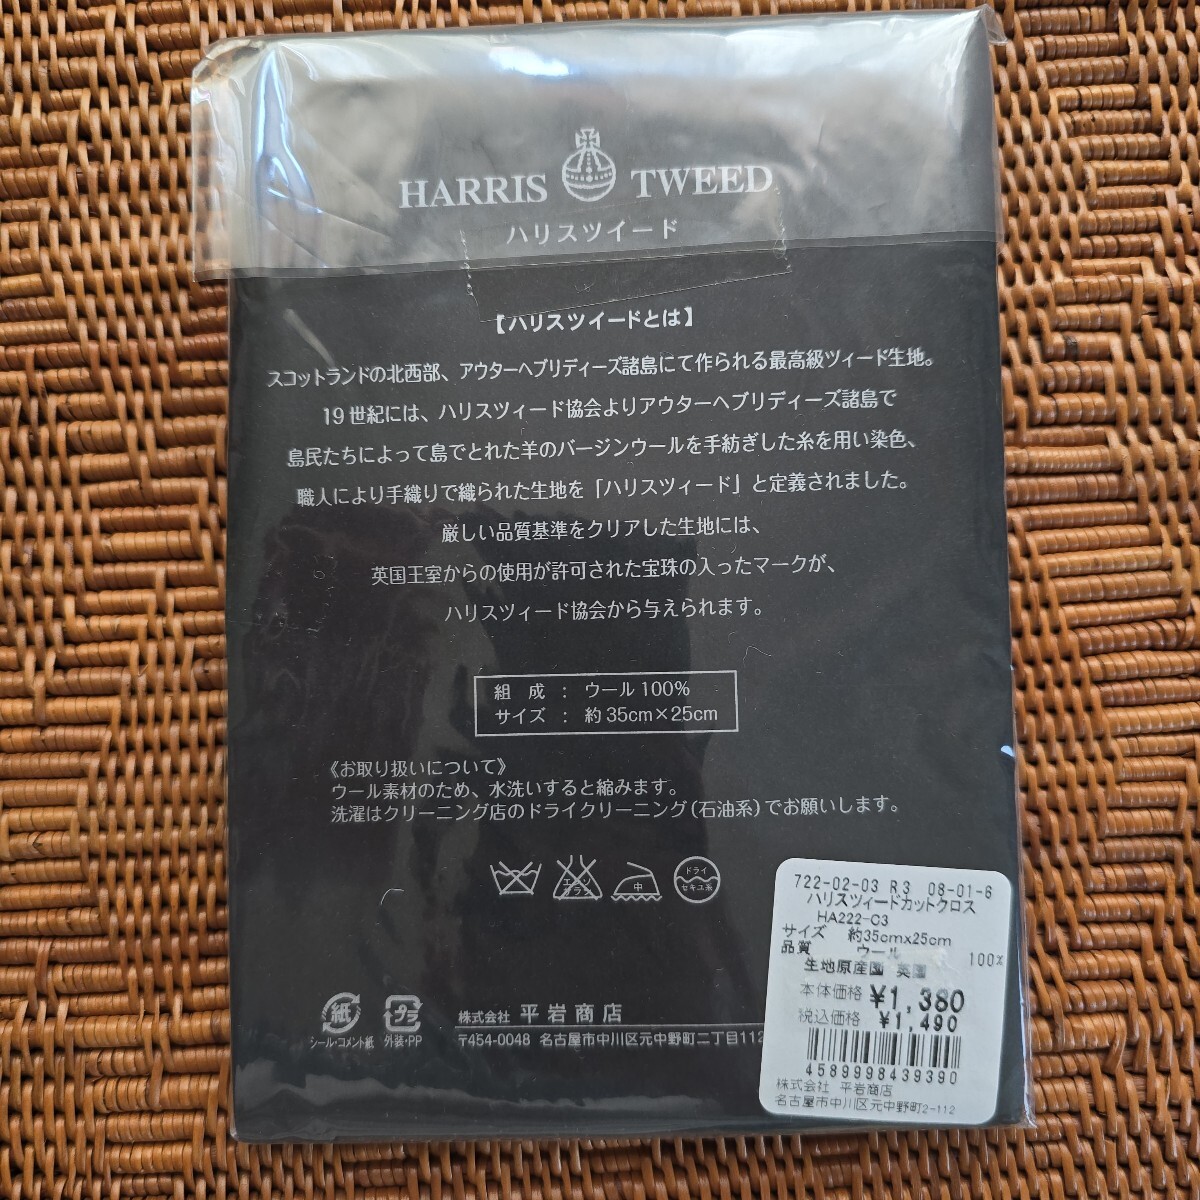 HARRIS TWEED
ハリスツイード
【ハリスツイードとは】
スコットランドの北西部、アウターヘブリディーズ諸島にて作られる最高級ツィード生地。
19世紀には、ハリスツィード協会よりアウターヘブリディーズ諸島で
島民たちによって島でとれた羊のバージンウールを手紡ぎした糸を用い染色、
職人により手織りで織られた生地を「ハリスツィード」と定義されました。
厳しい品質基準をクリアした生地には、
英国王室からの使用が許可された宝珠の入ったマークが、
ハリスツィード協会から与えられます。
組成：ウール100%
サイズ：約35cm×25cm
《お取り扱いについて》
ウール素材のため、水洗いすると縮みます。
洗濯はクリーニング店のドライクリーニング(石油系)でお願いします。
エンソ
サラシ
中
ドライ
セキユ系
紙
プラ
シール・コメント紙 外装・PP
株式会社 平岩商店
〒454-0048 名古屋市中川区元中野町二丁目112
722-02-03 R3 08-01-6
ハリスツィードカットクロス
HA222-C3
サイズ 約35cmx25cm
品質 ウール 100%
生地原産国 英国
本体価格 ¥1,380
税込価格 ¥1,490
4589998439390
株式会社 平岩商店
名古屋市中川区元中野町2-112